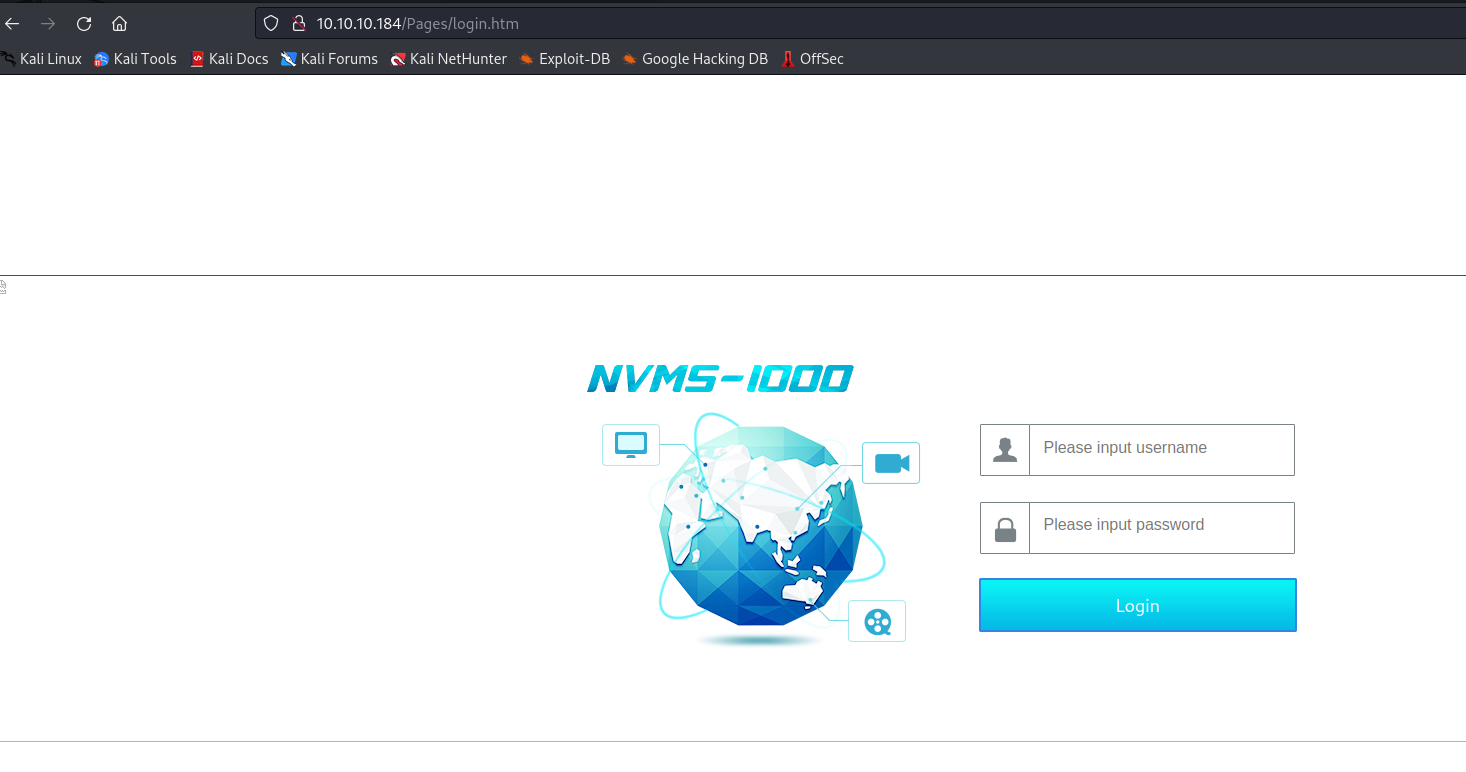 10.10.10.184/Pages/login.htm
Kali Linux Kali Tools Kali Docs Kali Forums Kali NetHunter Exploit-DB Google Hacking DB OffSec
NVMS-1000
Please input username
Please input password
Login